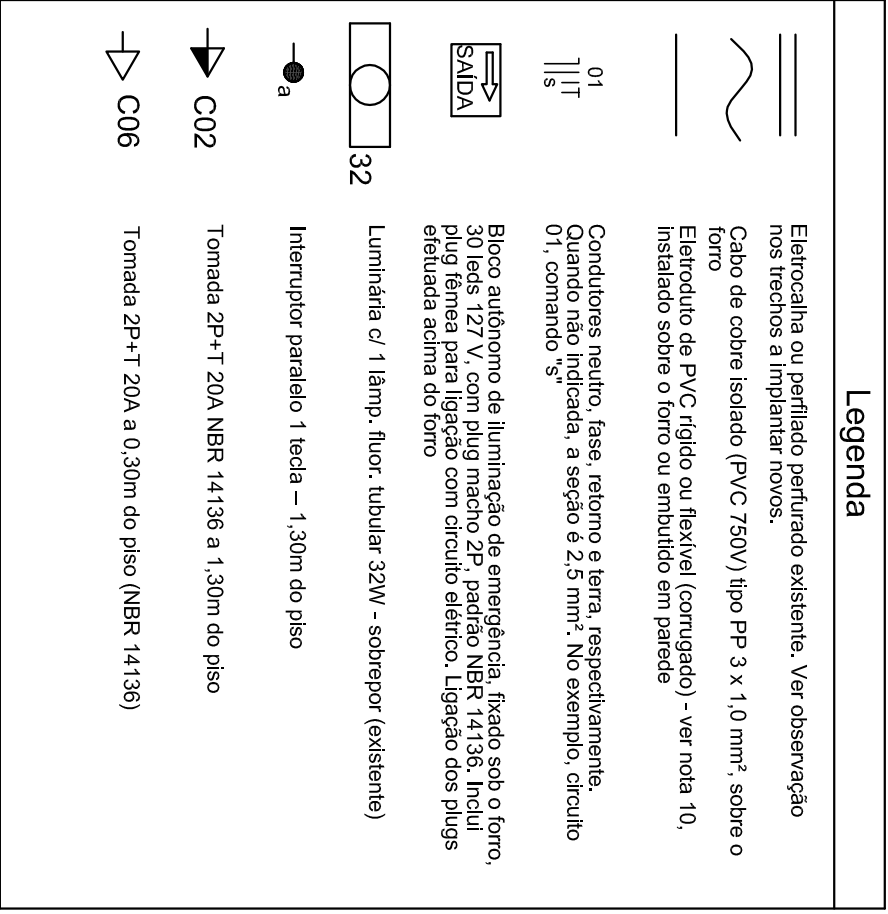 Legenda
Eletrocalha ou perfilado perfurado existente. Ver observação
nos trechos a implantar novos.
Cabo de cobre isolado (PVC 750V) tipo PP 3 x 1,0 mm², sobre o
forro
Eletroduto de PVC rígido ou flexível (corrugado) - ver nota 10,
instalado sobre o forro ou embutido em parede
01
s
Condutores neutro, fase, retorno e terra, respectivamente.
Quando não indicada, a seção é 2,5 mm². No exemplo, circuito
01, comando "s"
SAÍDA
Bloco autônomo de iluminação de emergência, fixado sob o forro,
30 leds 127 V, com plug macho 2P, padrão NBR 14136. Inclui
plug fêmea para ligação com circuito elétrico. Ligação dos plugs
efetuada acima do forro
32
Luminária c/ 1 lâmp. fluor. tubular 32W - sobrepor (existente)
a
Interruptor paralelo 1 tecla – 1,30m do piso
C02
Tomada 2P+T 20A NBR 14136 a 1,30m do piso
C06
Tomada 2P+T 20A a 0,30m do piso (NBR 14136)